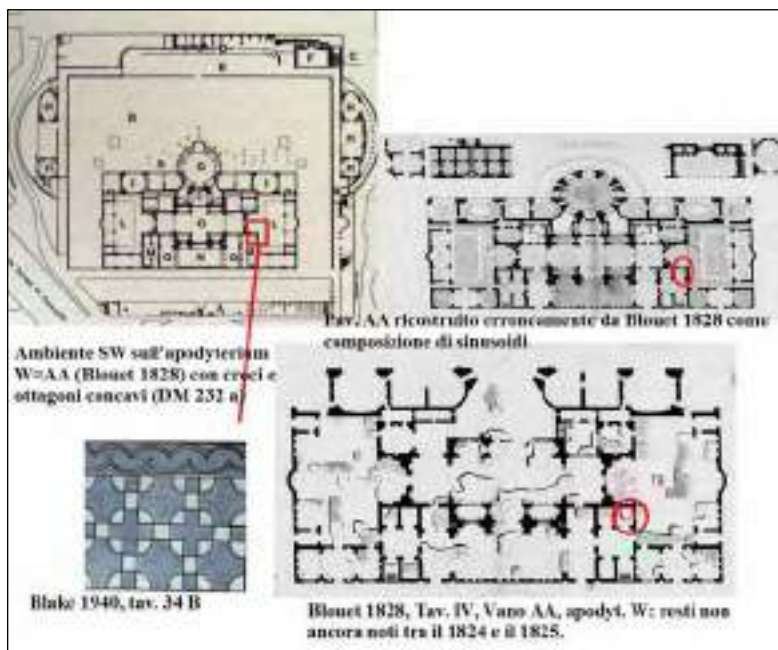 Pav. AA ricostruito erroneamente da Blouet 1828 come
composizione di sinusoidi
Ambiente SW sull'apodyterium
W=AA (Blouet 1828) con croci e
ottagoni concavi (DM 232 a)
Blake 1940, tav. 34 B
Blouet 1828, Tav. IV, Vano AA, apodyt. W: resti non
ancora noti tra il 1824 e il 1825.